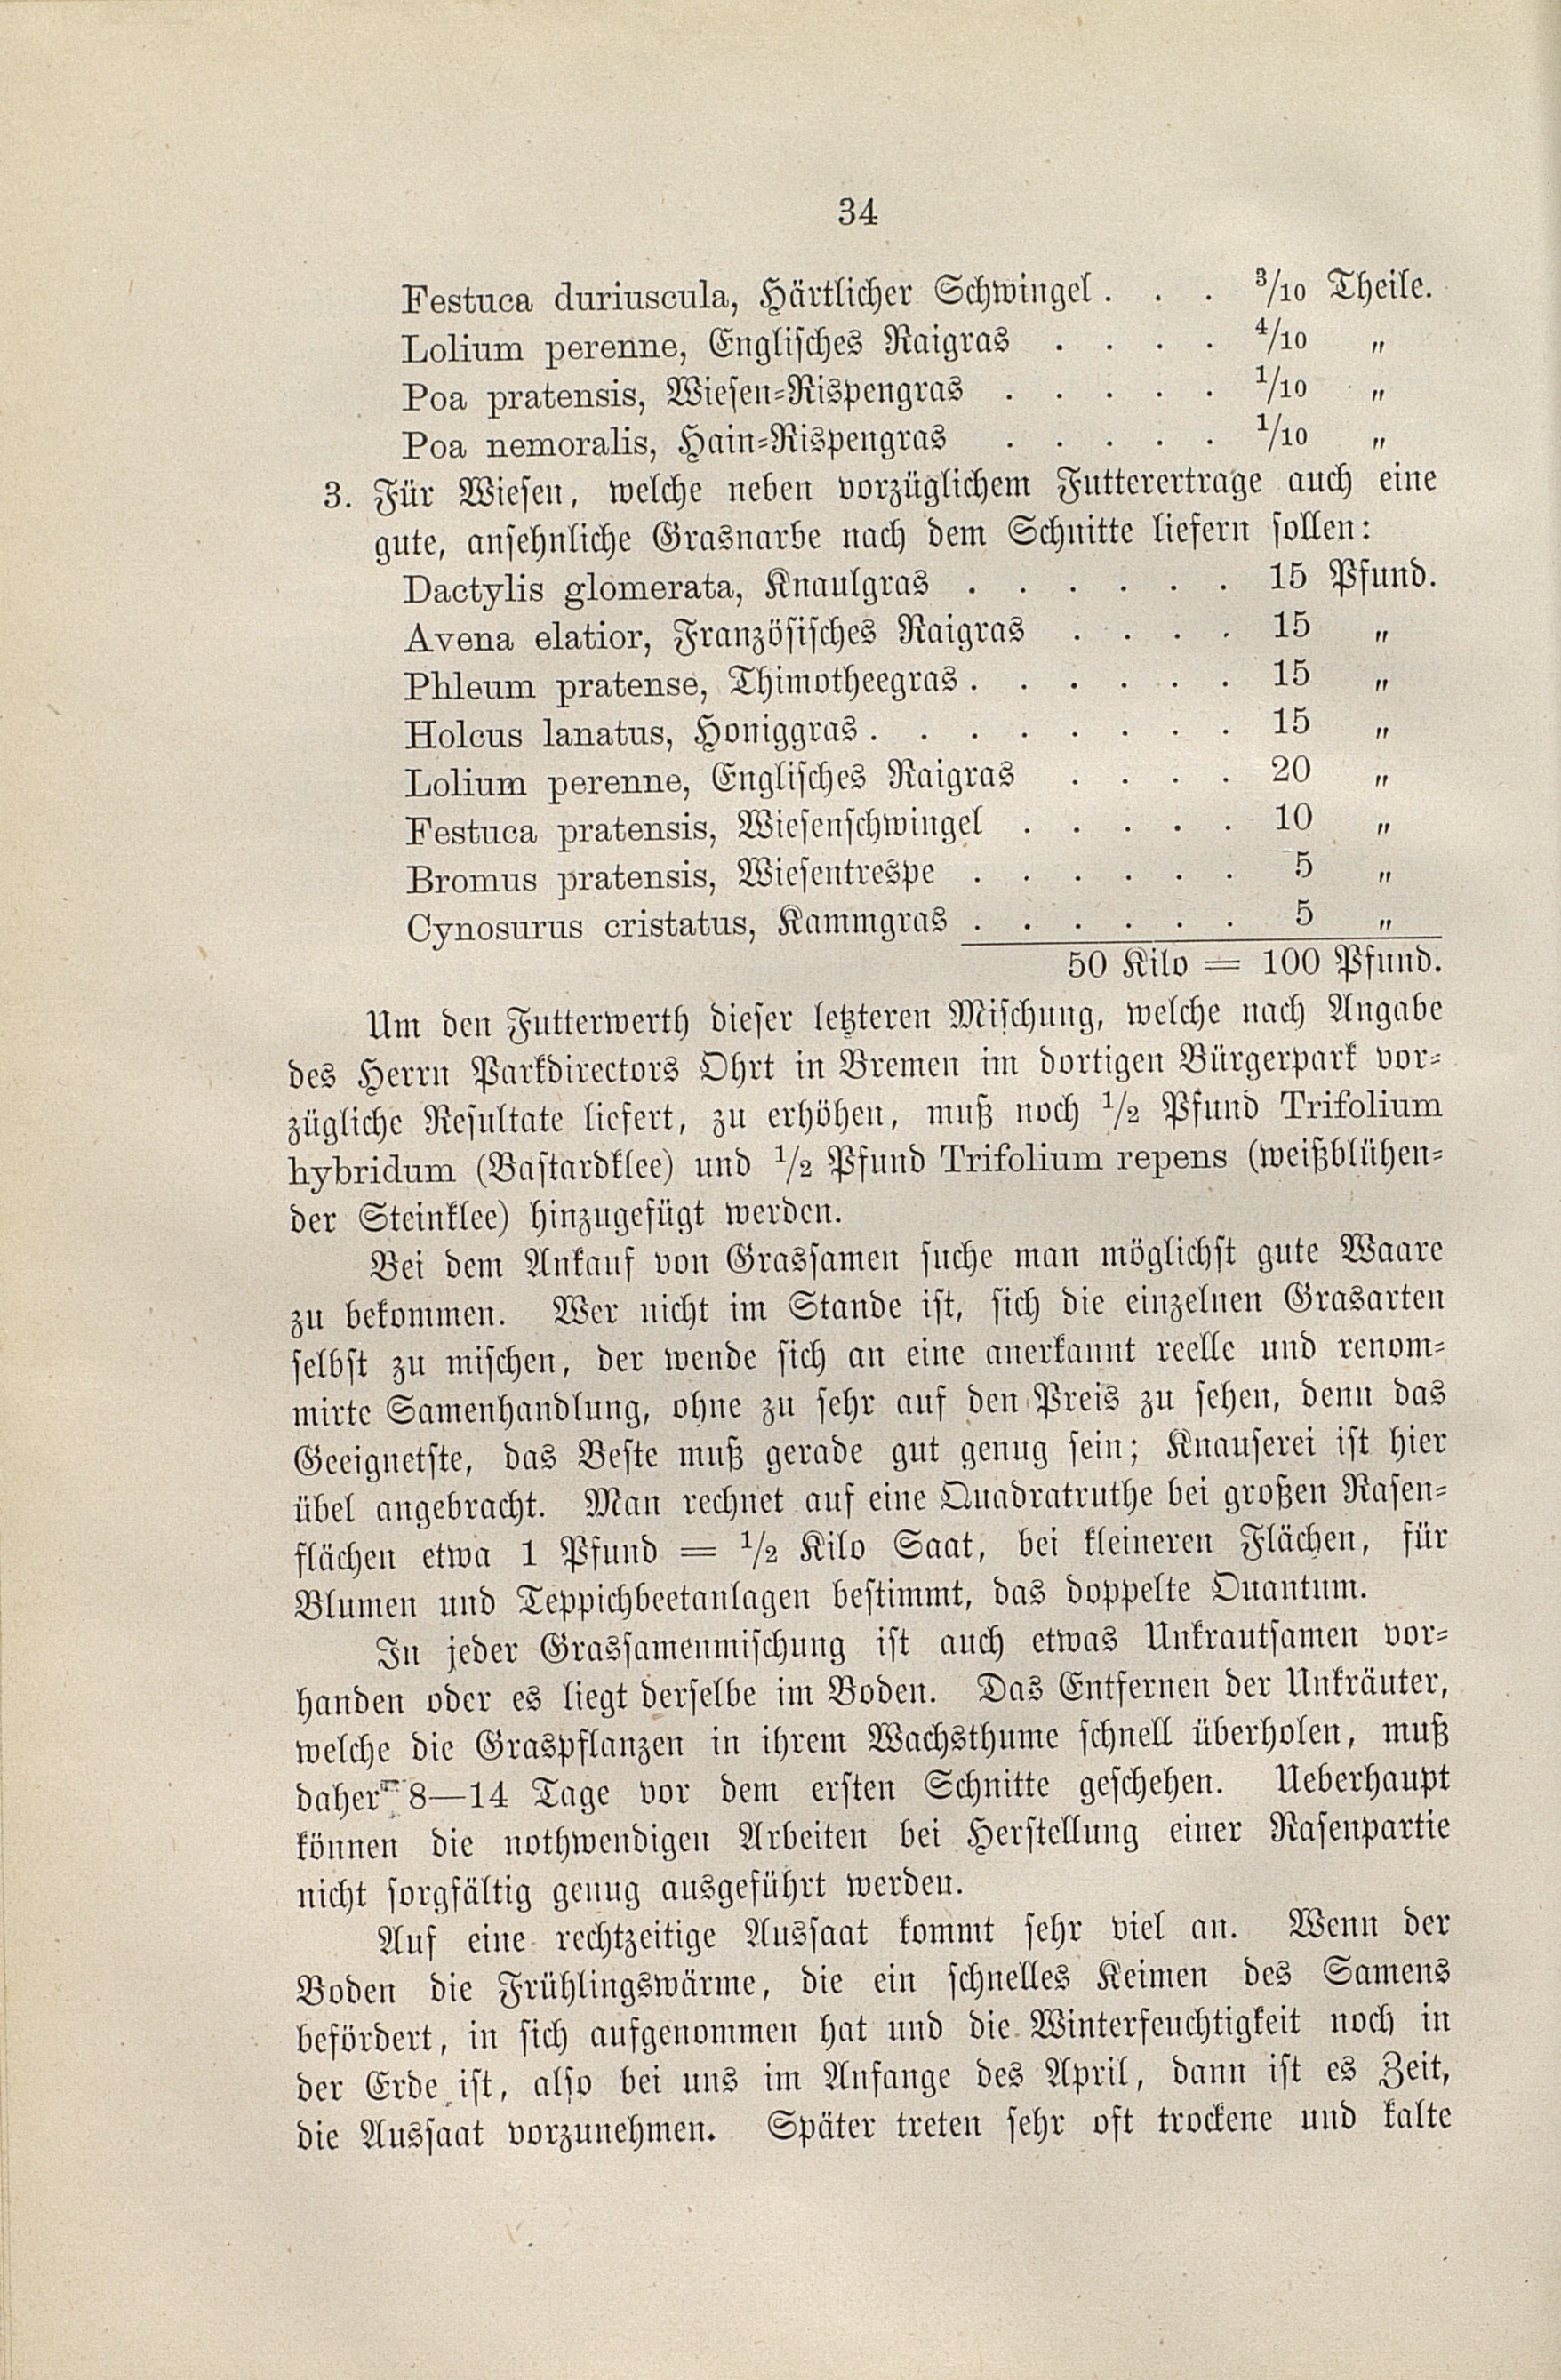 34
Festuca duriuscula, Härtlicher Schwingel . . . 3/10 Theile.
Lolium perenne, Englisches Raigras . . . . 4/10 „
Poa pratensis, Wiesen-Rispengras . . . . . 1/10 „
Poa nemoralis, Hain-Rispengras . . . . . 1/10 „
3. Für Wiesen, welche neben vorzüglichem Futterertrage auch eine
gute, ansehnliche Grasnarbe nach dem Schnitte liefern sollen:
Dactylis glomerata, Knaulgras . . . . . . 15 Pfund.
Avena elatior, Französisches Raigras . . . . 15 „
Phleum pratense, Thimotheegras . . . . . . 15 „
Holcus lanatus, Honiggras . . . . . . . . 15 „
Lolium perenne, Englisches Raigras . . . . 20 „
Festuca pratensis, Wiesenschwingel . . . . . 10 „
Bromus pratensis, Wiesentrespe . . . . . . 5 „
Cynosurus cristatus, Kammgras . . . . . . 5 „
50 Kilo = 100 Pfund.
Um den Futterwerth dieser letzteren Mischung, welche nach Angabe
des Herrn Parkdirectors Ohrt in Bremen im dortigen Bürgerpark vor-
zügliche Resultate liefert, zu erhöhen, muß noch 1/2 Pfund Trifolium
hybridum (Bastardklee) und 1/2 Pfund Trifolium repens (weißblühen-
der Steinklee) hinzugefügt werden.
Bei dem Ankauf von Grassamen suche man möglichst gute Waare
zu bekommen. Wer nicht im Stande ist, sich die einzelnen Grasarten
selbst zu mischen, der wende sich an eine anerkannt reelle und renom-
mirte Samenhandlung, ohne zu sehr auf den Preis zu sehen, denn das
Geeignetste, das Beste muß gerade gut genug sein; Knauserei ist hier
übel angebracht. Man rechnet auf eine Quadratruthe bei großen Rasen-
flächen etwa 1 Pfund = 1/2 Kilo Saat, bei kleineren Flächen, für
Blumen und Teppichbeetanlagen bestimmt, das doppelte Quantum.
In jeder Grassamenmischung ist auch etwas Unkrautsamen vor-
handen oder es liegt derselbe im Boden. Das Entfernen der Unkräuter,
welche die Graspflanzen in ihrem Wachsthume schnell überholen, muß
daher 8—14 Tage vor dem ersten Schnitte geschehen. Ueberhaupt
können die nothwendigen Arbeiten bei Herstellung einer Rasenpartie
nicht sorgfältig genug ausgeführt werden.
Auf eine rechtzeitige Aussaat kommt sehr viel an. Wenn der
Boden die Frühlingswärme, die ein schnelles Keimen des Samens
befördert, in sich aufgenommen hat und die Winterfeuchtigkeit noch in
der Erde ist, also bei uns im Anfange des April, dann ist es Zeit,
die Aussaat vorzunehmen. Später treten sehr oft trockene und kalte